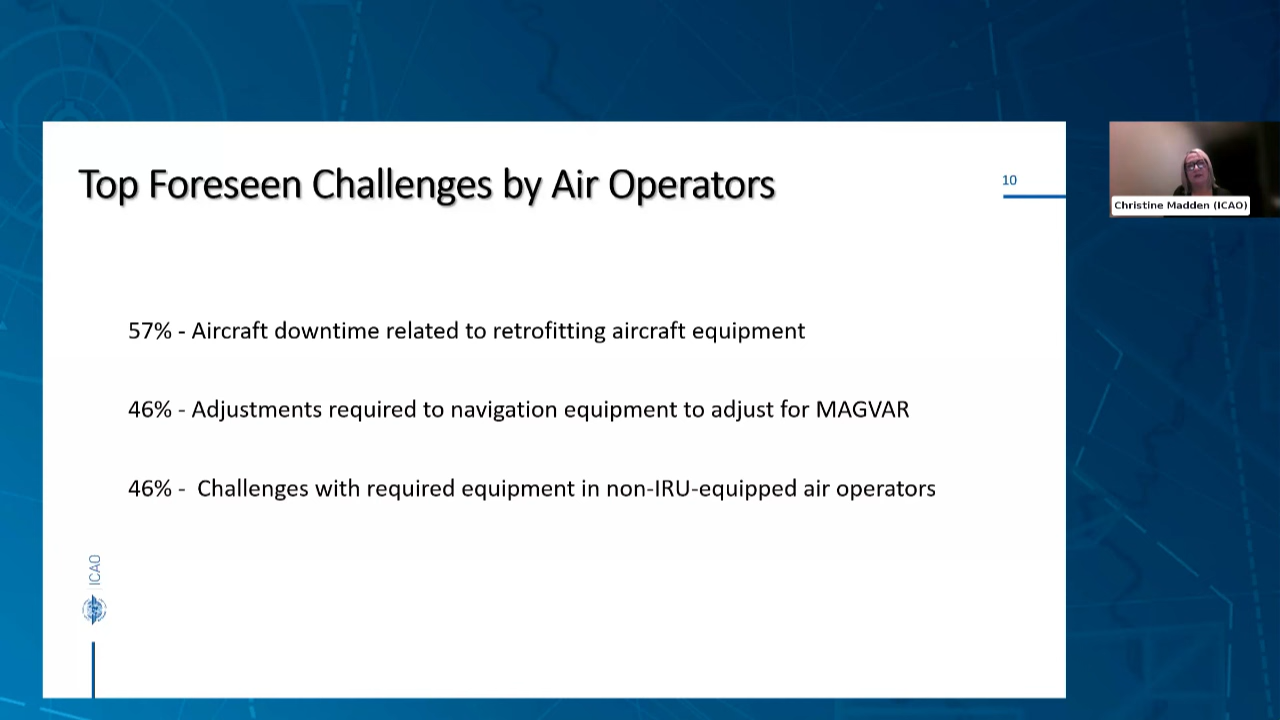 Top Foreseen Challenges by Air Operators
10
57% - Aircraft downtime related to retrofitting aircraft equipment
46% - Adjustments required to navigation equipment to adjust for MAGVAR
46% -  Challenges with required equipment in non-IRU-equipped air operators
ICAO
Christine Madden (ICAO)